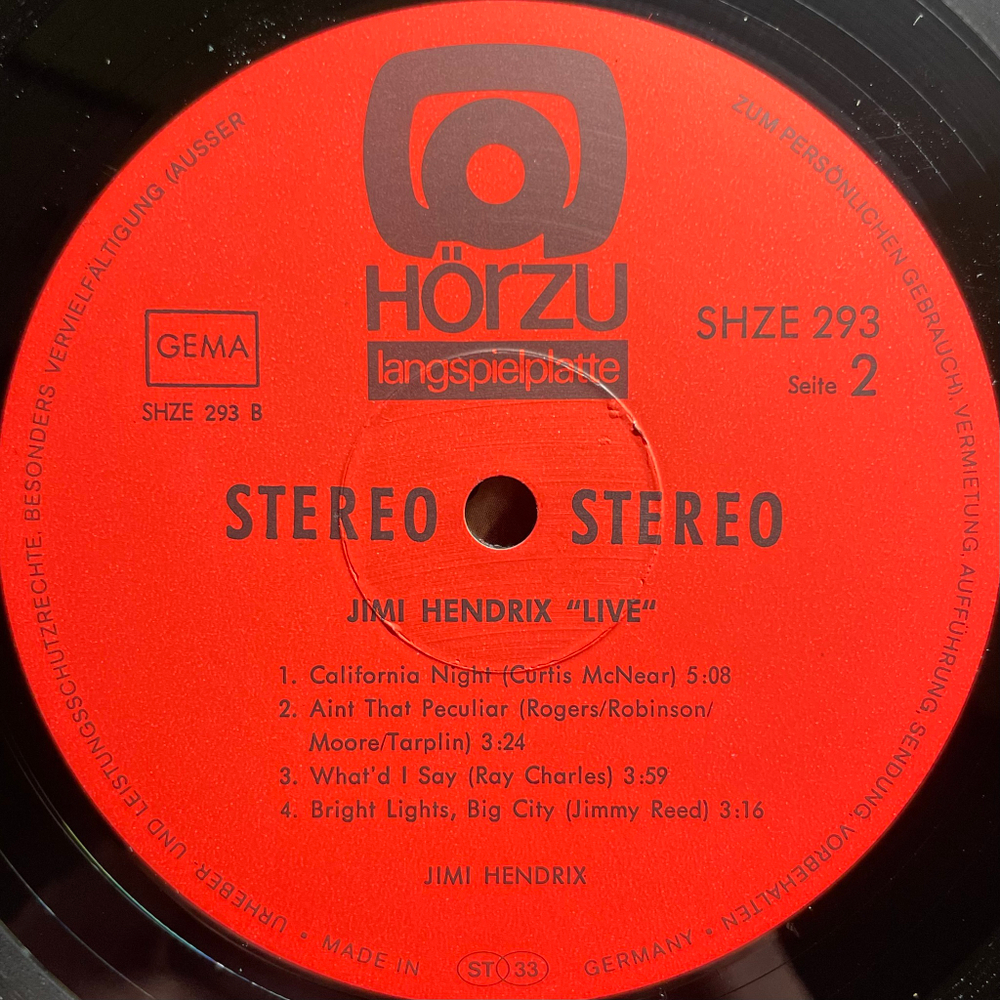 HÖRZU
langspielplatte
GEMA
SHZE 293 B
SHZE 293
Seite 2
STEREO STEREO
JIMI HENDRIX “LIVE“
1. California Night (Curtis McNear) 5:08
2. Aint That Peculiar (Rogers/Robinson/
Moore/Tarplin) 3:24
3. What'd I Say (Ray Charles) 3:59
4. Bright Lights, Big City (Jimmy Reed) 3:16
JIMI HENDRIX
URHEBER. UND LEISTUNGSSCHUTZRECHTE, BESONDERS VERVIELFÄLTIGUNG (AUSSER
ZUM PERSÖNLICHEN GEBRAUCH), VERMIETUNG, AUFFÜHRUNG, SENDUNG, VORBEHALTEN
• MADE IN ST 33 GERMANY •